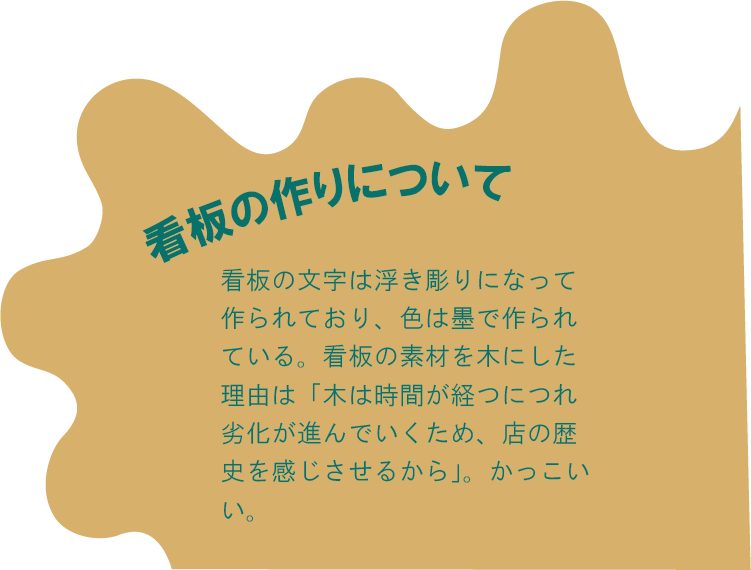 看板の作りについて
看板の文字は浮き彫りになって
作られており、色は墨で作られ
ている。看板の素材を木にした
理由は「木は時間が経つにつれ
劣化が進んでいくため、店の歴
史を感じさせるから」。かっこい
い。